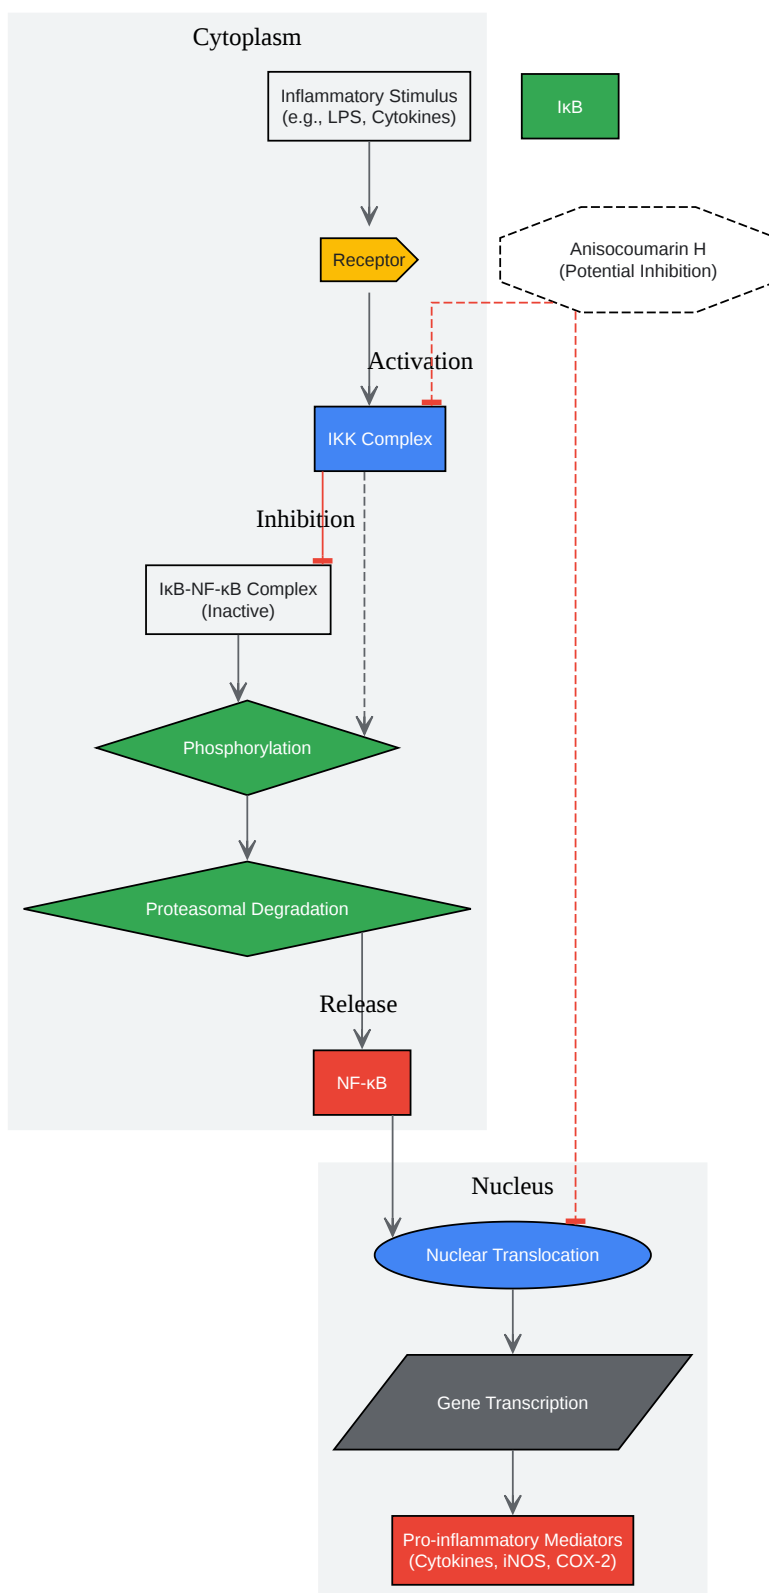 Cytoplasm
Inflammatory Stimulus
(e.g., LPS, Cytokines)
IκB
Receptor
Anisocoumarin H
(Potential Inhibition)
Activation
IKK Complex
Inhibition
IκB-NF-κB Complex
(Inactive)
Phosphorylation
Proteasomal Degradation
Release
NF-κB
Nucleus
Nuclear Translocation
Gene Transcription
Pro-inflammatory Mediators
(Cytokines, iNOS, COX-2)